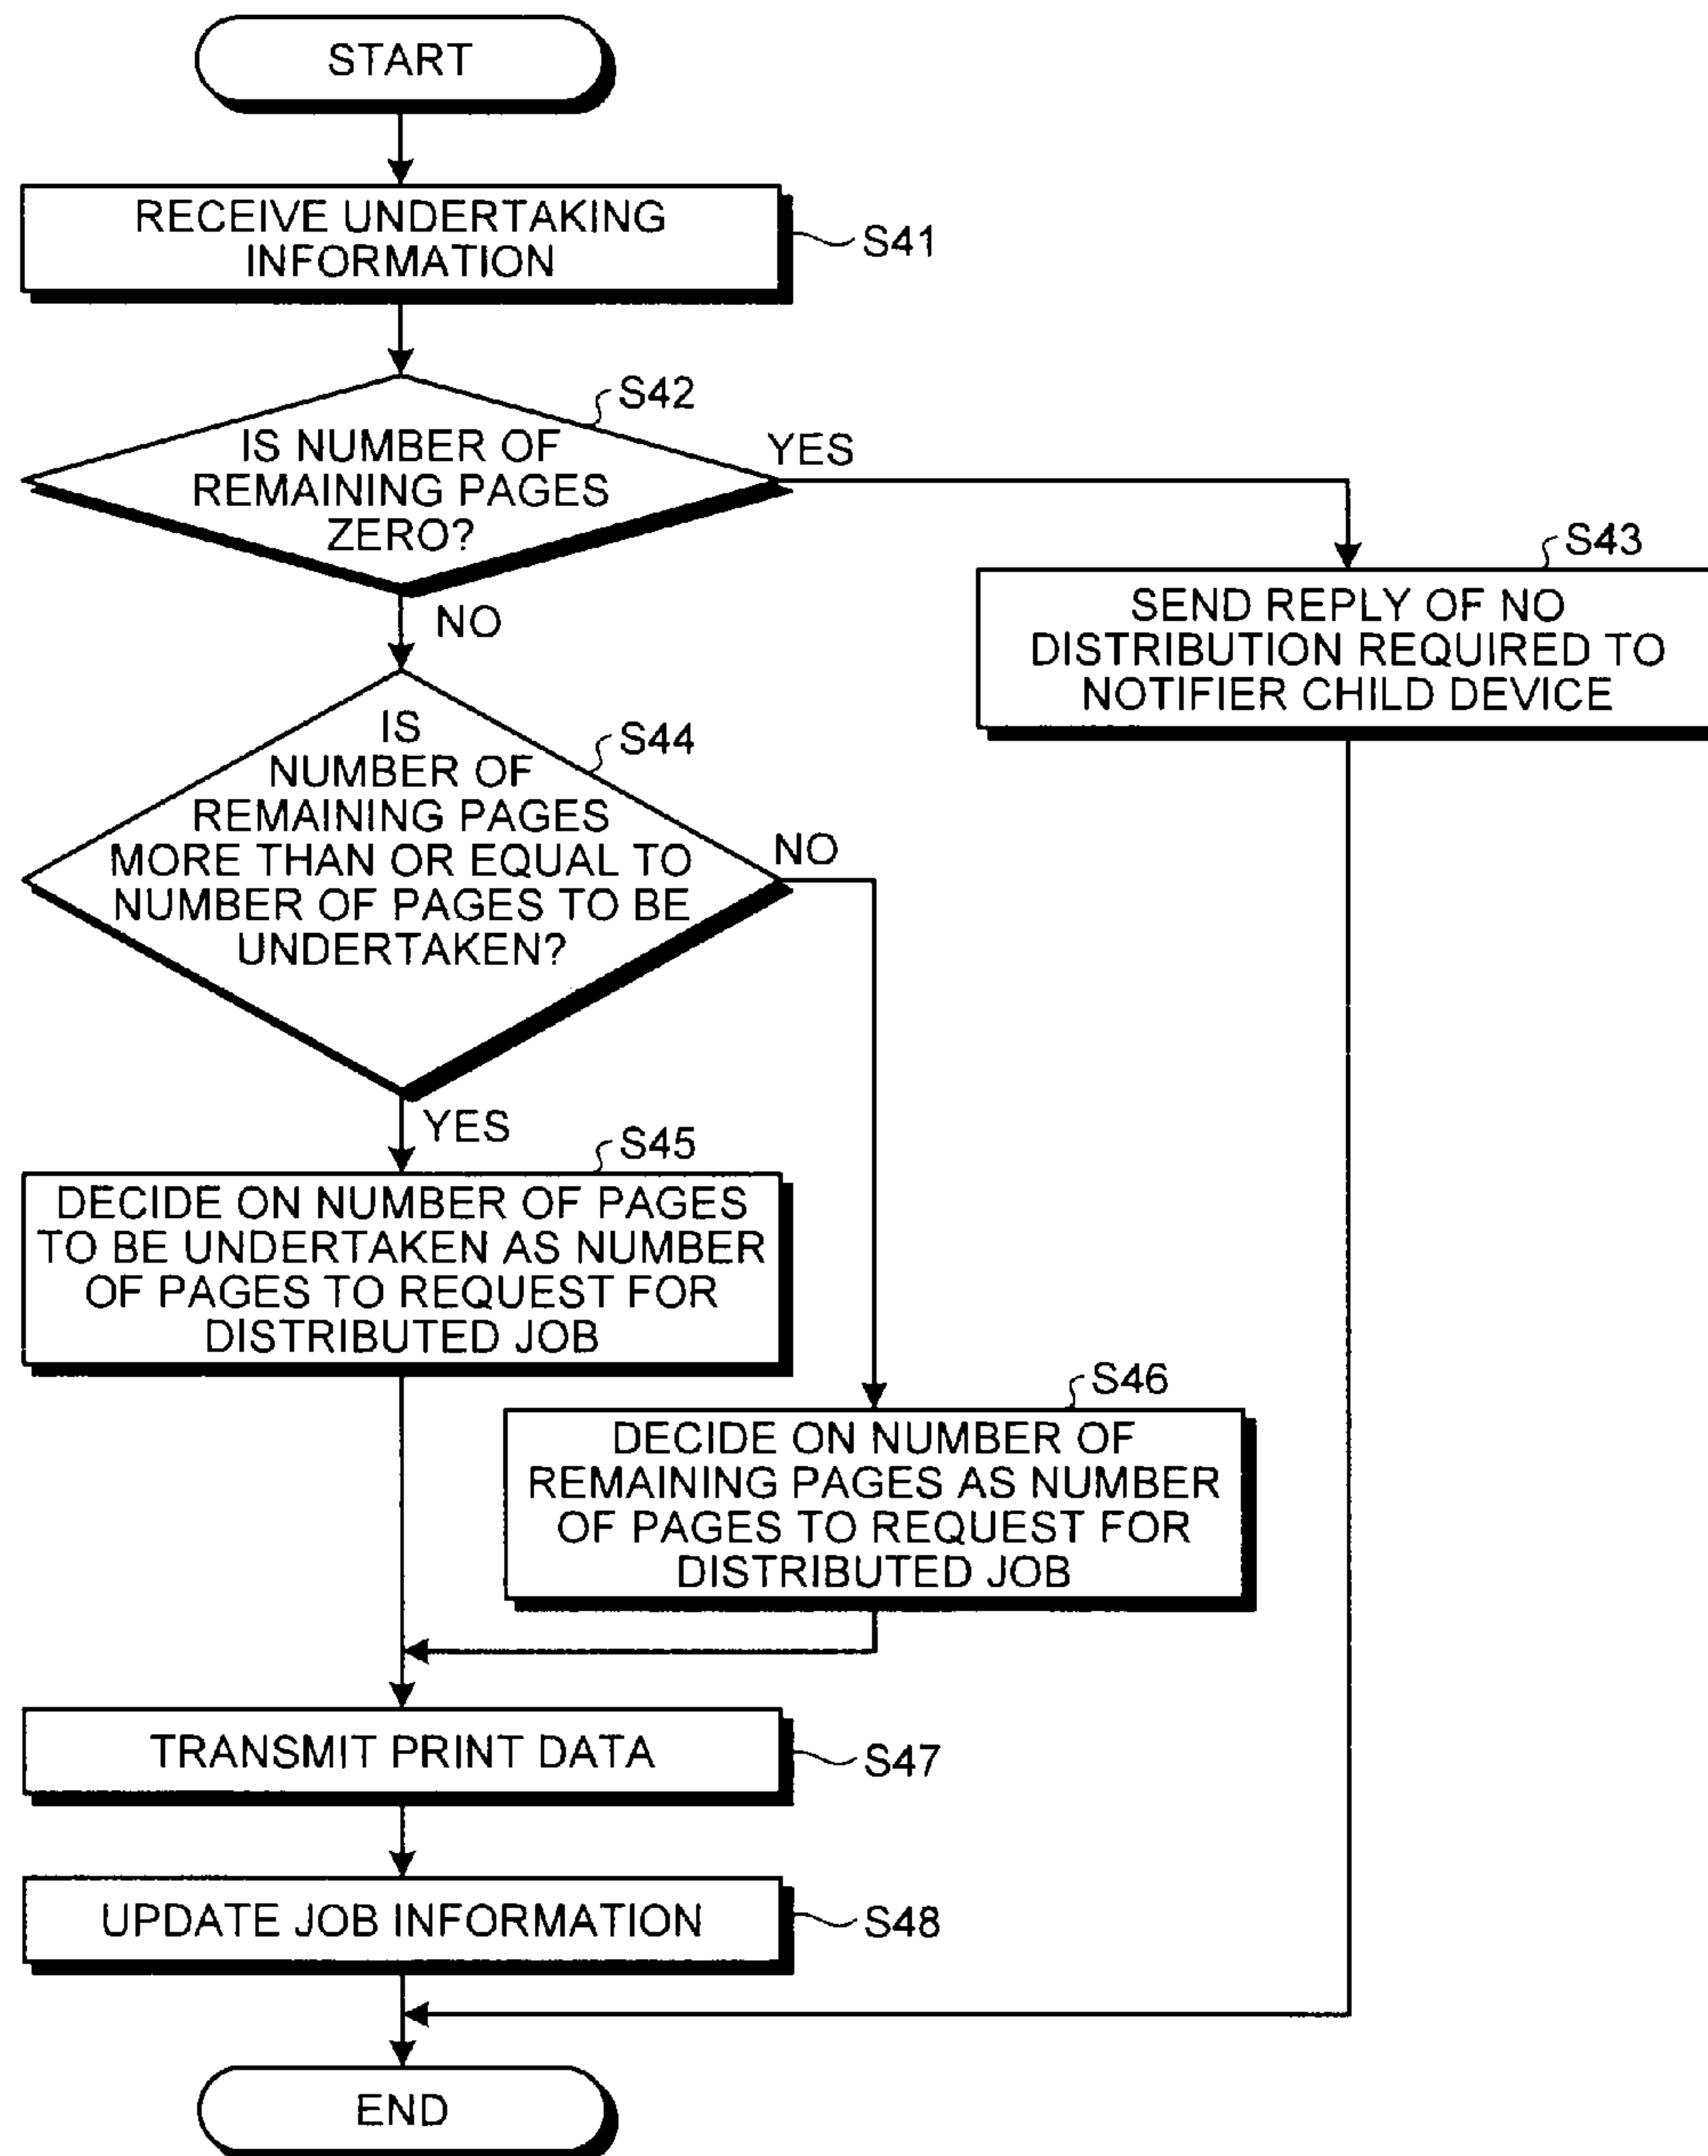 START
RECEIVE UNDERTAKING
INFORMATION
S41
S42
IS NUMBER OF
REMAINING PAGES
ZERO?
YES
NO
S43
SEND REPLY OF NO
DISTRIBUTION REQUIRED TO
NOTIFIER CHILD DEVICE
S44
IS
NUMBER OF
REMAINING PAGES
MORE THAN OR EQUAL TO
NUMBER OF PAGES TO BE
UNDERTAKEN?
NO
YES
S45
DECIDE ON NUMBER OF PAGES
TO BE UNDERTAKEN AS NUMBER
OF PAGES TO REQUEST FOR
DISTRIBUTED JOB
S46
DECIDE ON NUMBER OF
REMAINING PAGES AS NUMBER
OF PAGES TO REQUEST FOR
DISTRIBUTED JOB
TRANSMIT PRINT DATA
S47
UPDATE JOB INFORMATION
S48
END